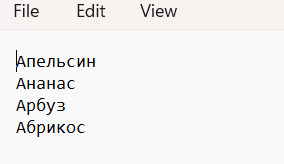 File Edit View
Апельсин
Ананас
Арбуз
Абрикос